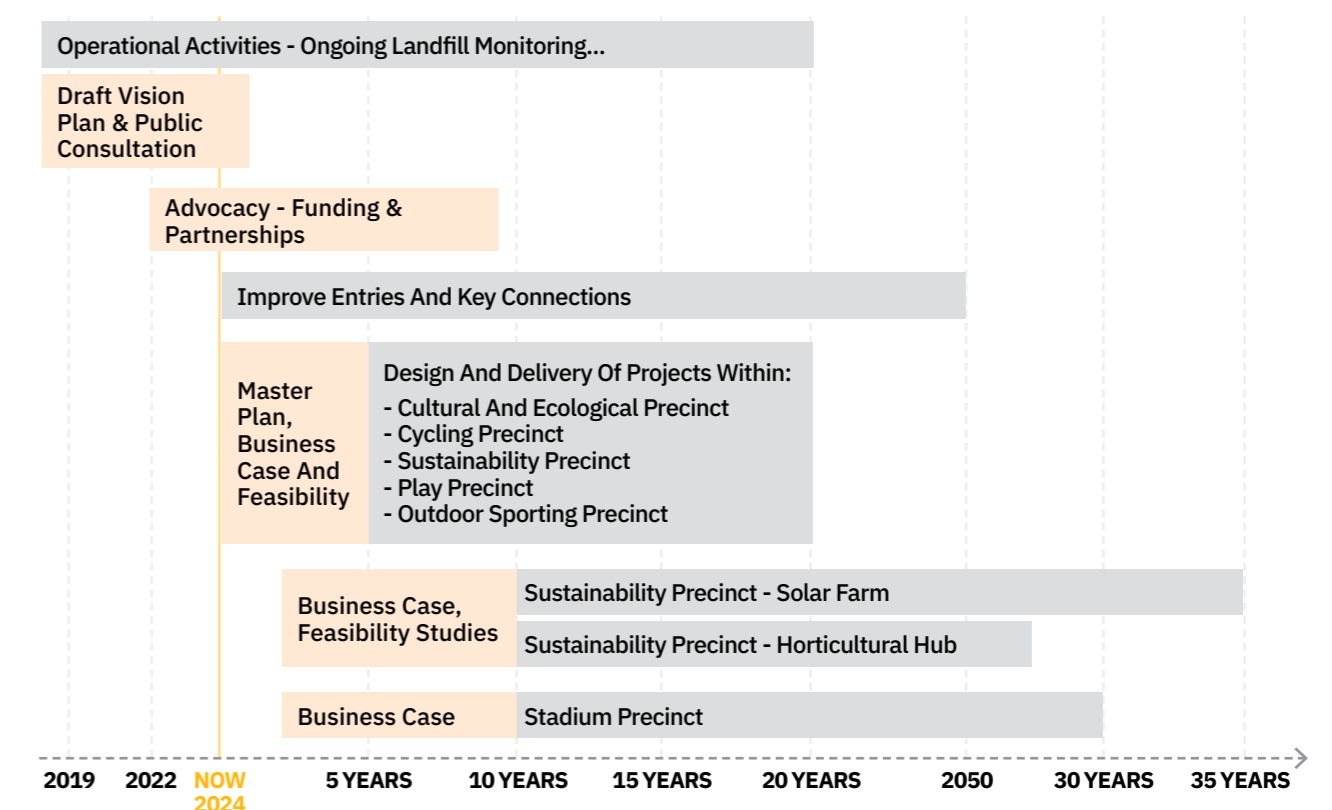 Operational Activities - Ongoing Landfill Monitoring...
Draft Vision
Plan & Public
Consultation
Advocacy - Funding &
Partnerships
Improve Entries And Key Connections
Master
Plan,
Business
Case And
Feasibility
Design And Delivery Of Projects Within:
- Cultural And Ecological Precinct
- Cycling Precinct
- Sustainability Precinct
- Play Precinct
- Outdoor Sporting Precinct
Business Case,
Feasibility Studies
Sustainability Precinct - Solar Farm
Sustainability Precinct - Horticultural Hub
Business Case
Stadium Precinct
2019
2022
NOW
2024
5 YEARS
10 YEARS
15 YEARS
20 YEARS
2050
30 YEARS
35 YEARS